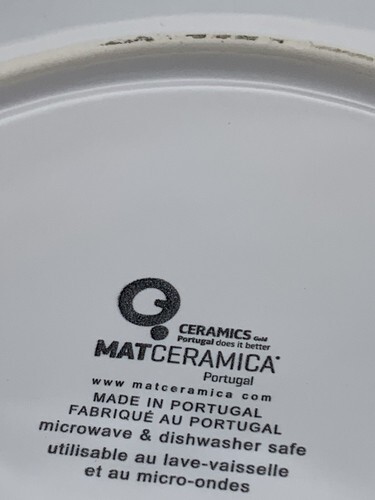 CERAMICS Gold
Portugal does it better
MATCERAMICA
Portugal
www matceramica com
MADE IN PORTUGAL
FABRIQUÉ AU PORTUGAL
microwave & dishwasher safe
utilisable au lave-vaisselle
et au micro-ondes